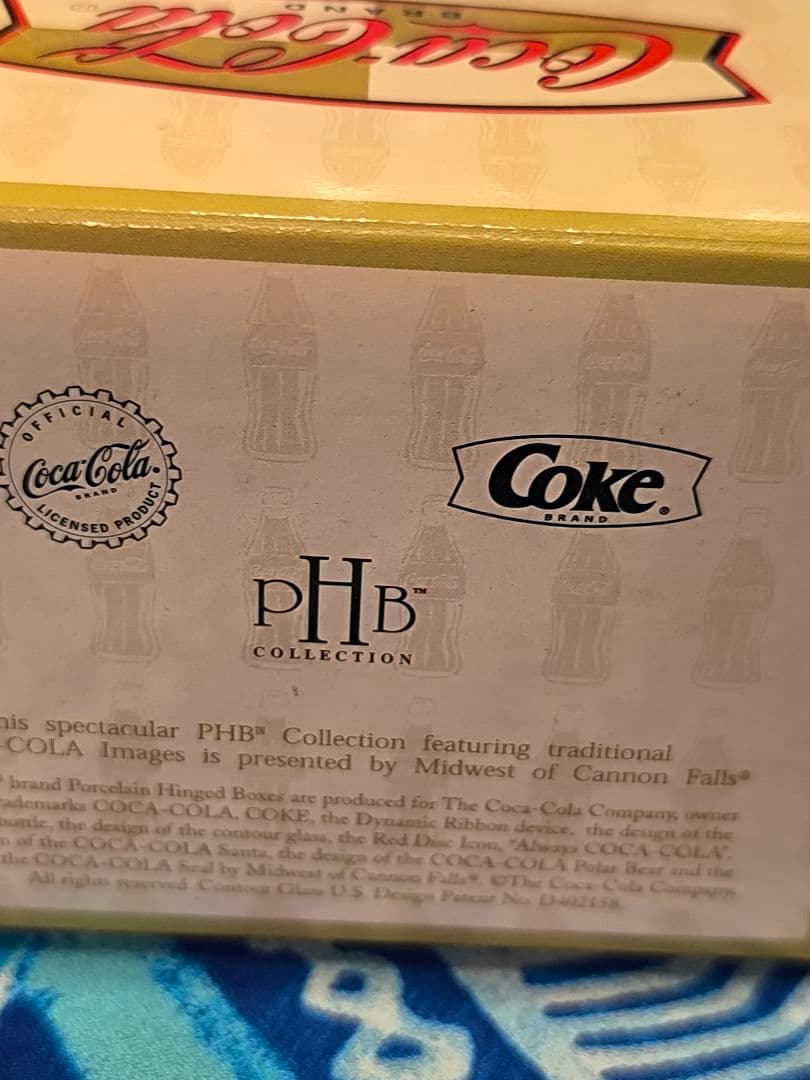 Coca-Cola
BRAND
OFFICIAL
Coca-Cola
BRAND
LICENSED PRODUCT
Coke®
BRAND
PHB™
COLLECTION
his spectacular PHB™ Collection featuring traditional
-COLA Images is presented by Midwest of Cannon Falls®
brand Porcelain Hinged Boxes are produced for The Coca-Cola Company, owner
ademarks COCA-COLA, COKE, the Dynamic Ribbon device, the design of the
bottle, the design of the contour glass, the Red Disc Icon, "Always COCA-COLA",
n of the COCA-COLA Santa, the design of the COCA-COLA Polar Bear and the
the COCA-COLA Seal by Midwest of Cannon Falls®. ©The Coca-Cola Company
All rights reserved. Contour Glass U.S. Design Patent No. D402158